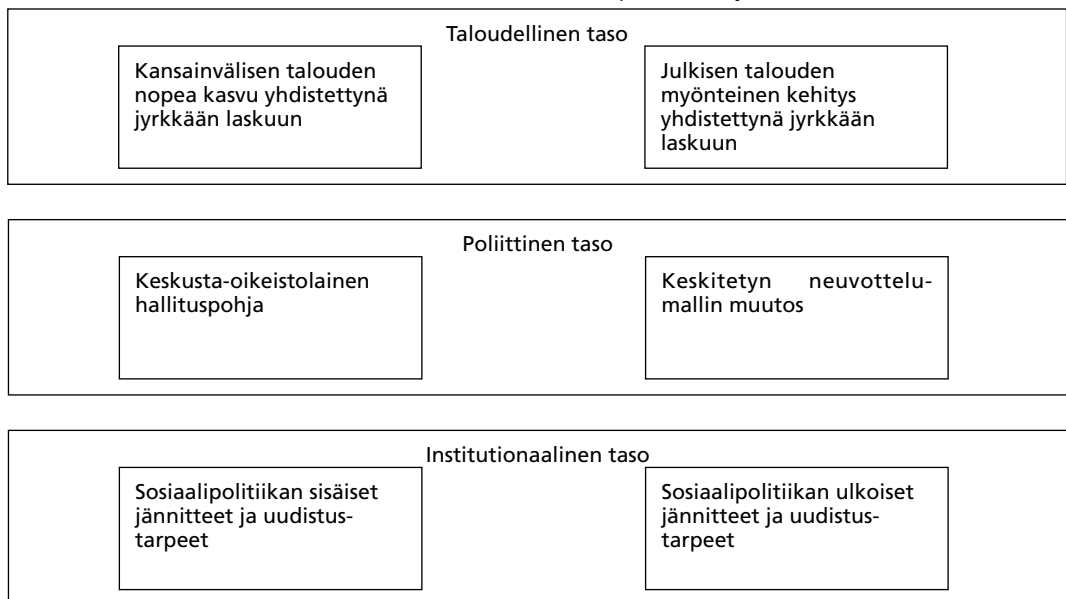 Taloudellinen taso
Kansainvälisen talouden
nopea kasvu yhdistettynä
jyrkkään laskuun
Julkisen talouden
myönteinen kehitys
yhdistettynä jyrkkään
laskuun
Poliittinen taso
Keskusta-oikeistolainen
hallituspohja
Keskitetyn neuvottelu-
mallin muutos
Institutionaalinen taso
Sosiaalipolitiikan sisäiset
jännitteet ja uudistus-
tarpeet
Sosiaalipolitiikan ulkoiset
jännitteet ja uudistus-
tarpeet